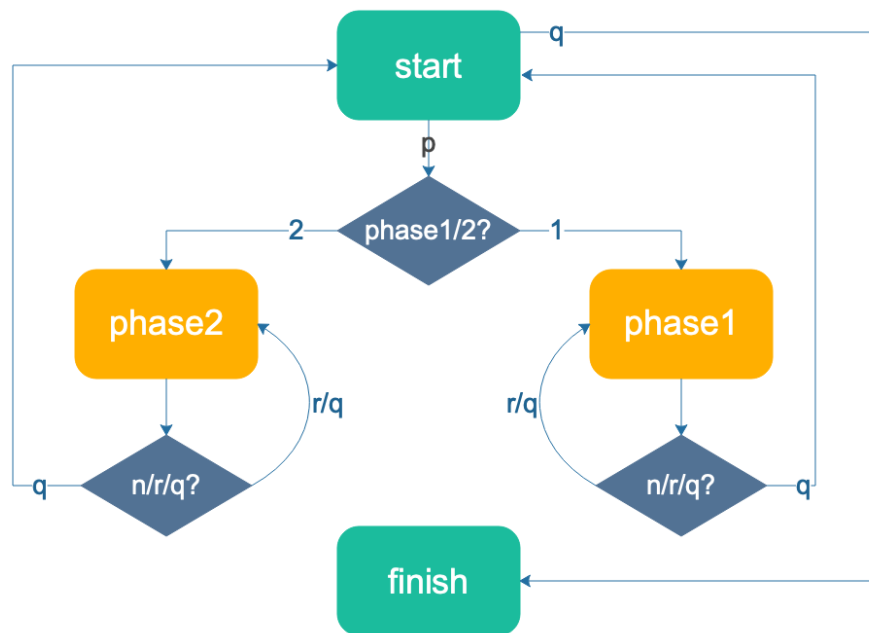 start
q
p
phase1/2?
2
1
phase2
phase1
r/q
r/q
n/r/q?
n/r/q?
q
q
finish